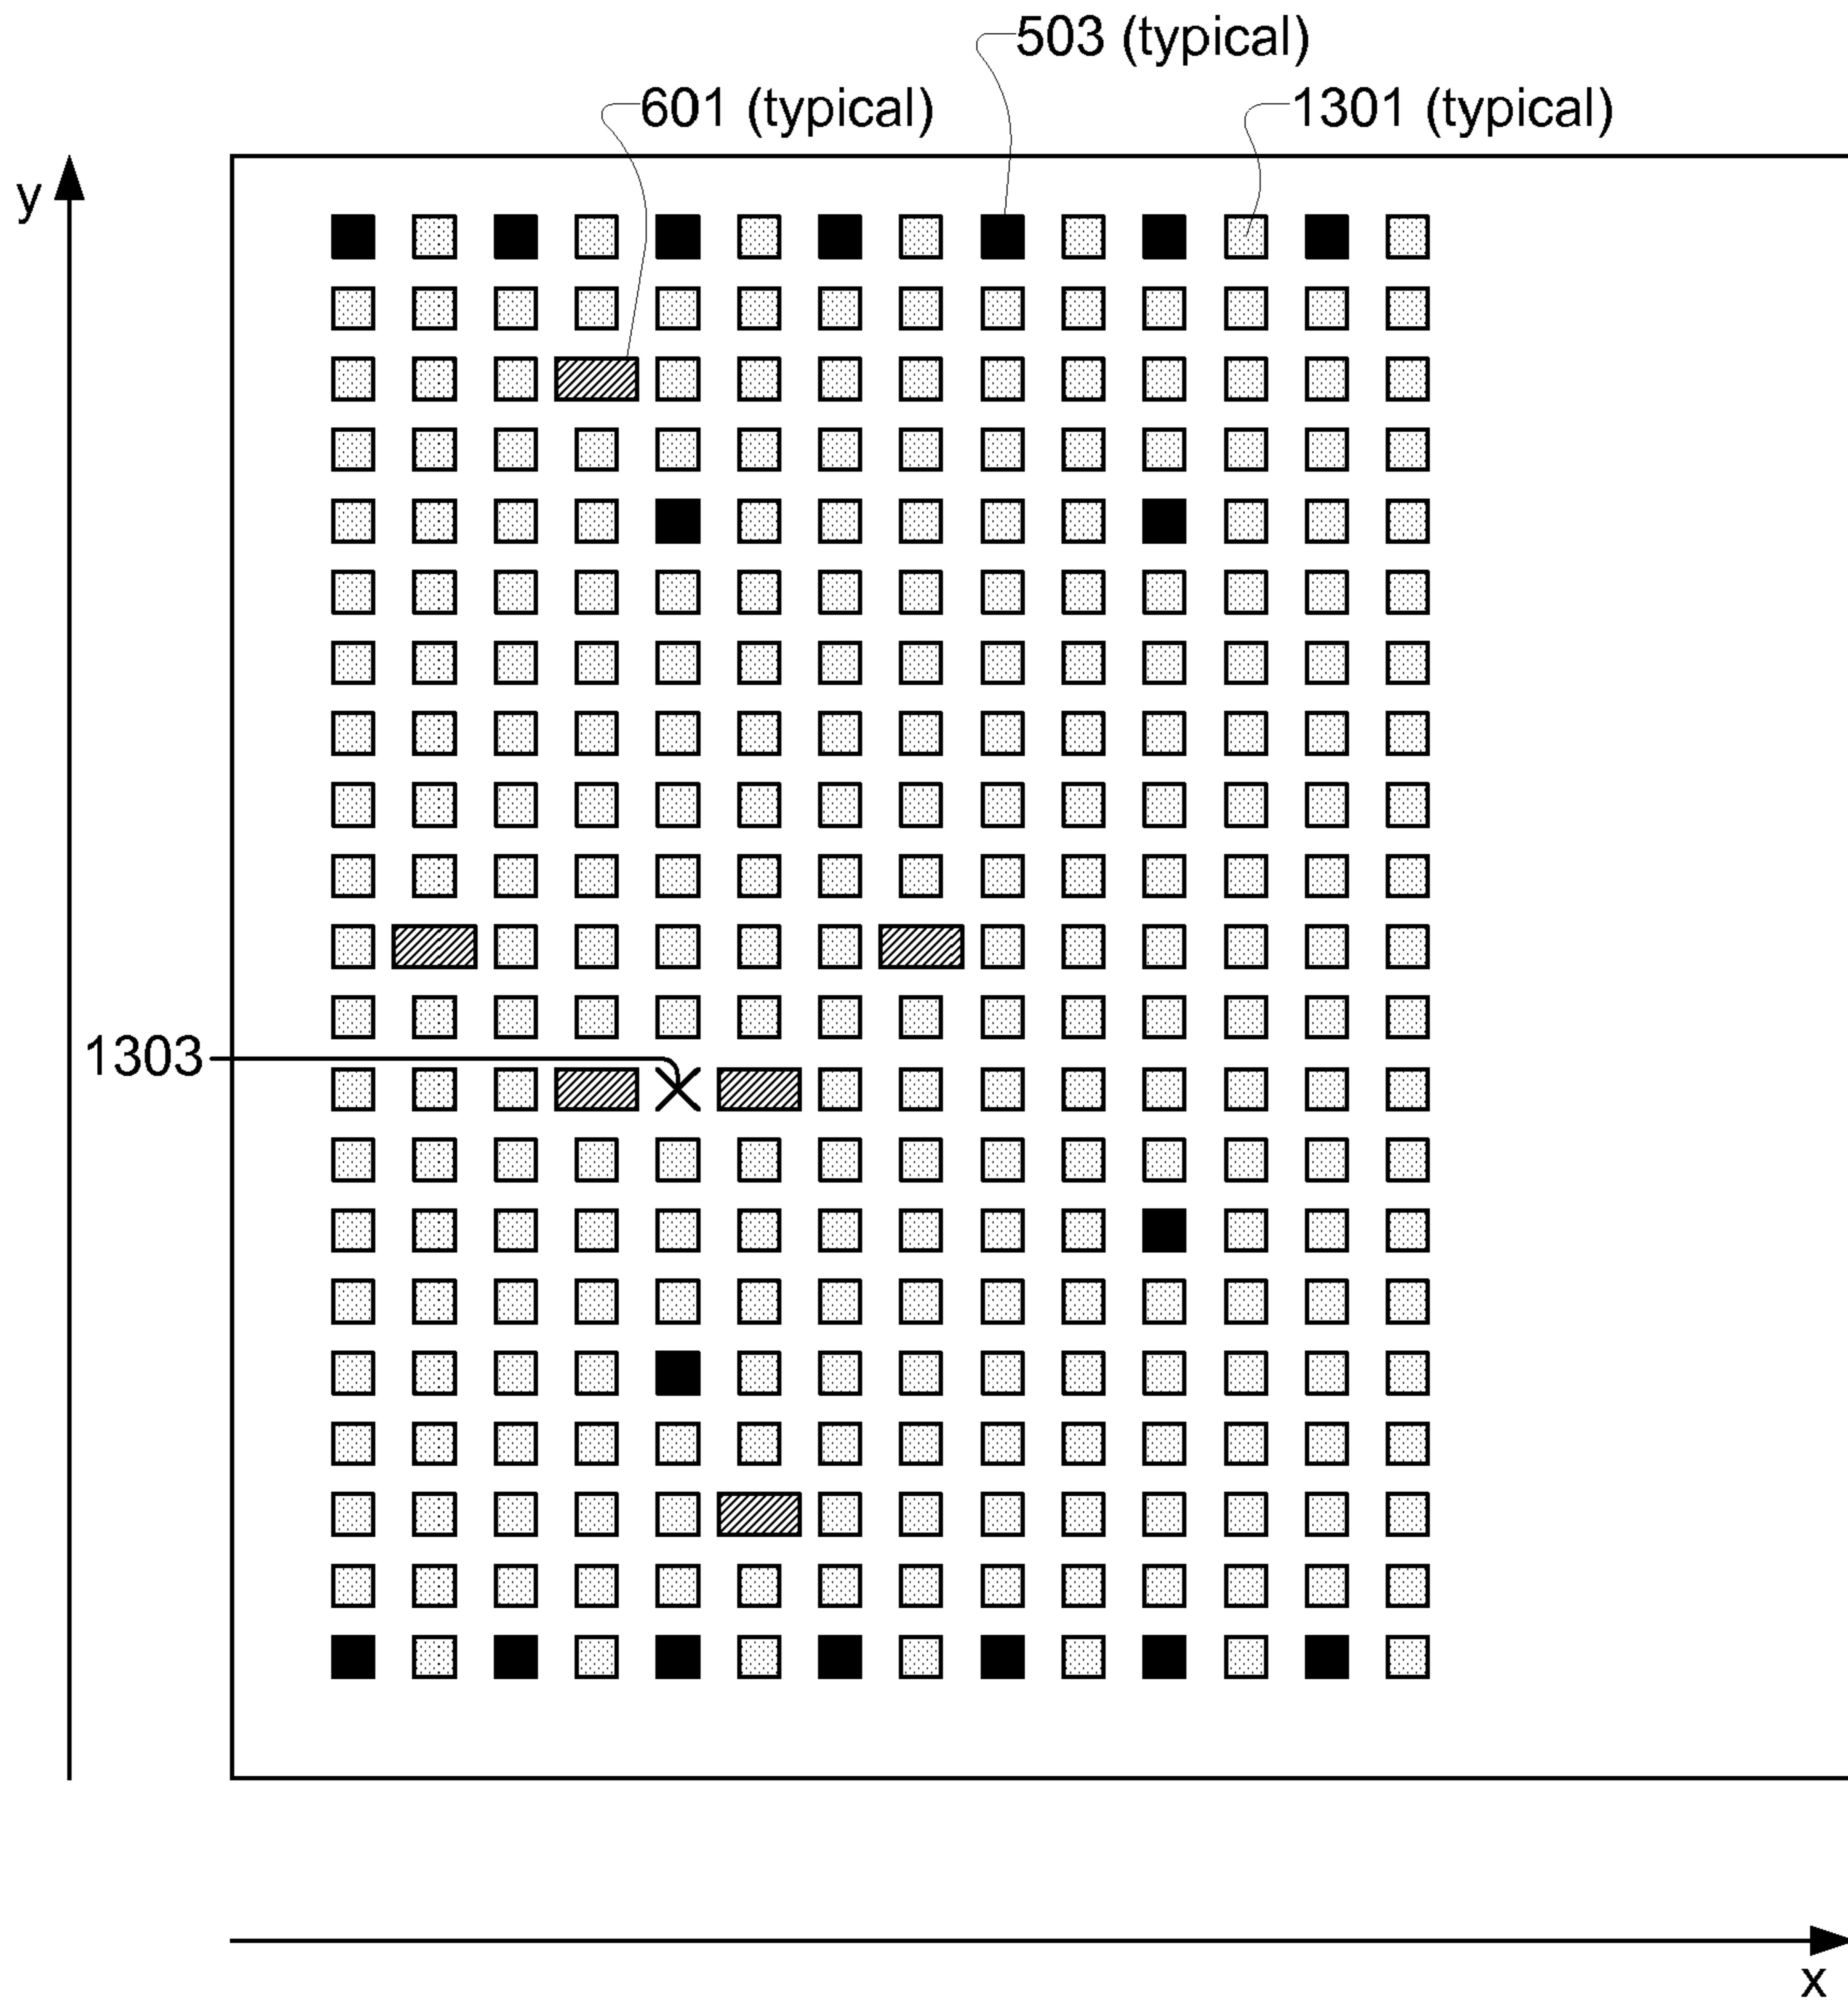 503 (typical)
601 (typical)
1301 (typical)
y
1303
x